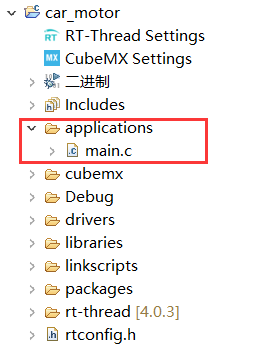 car_motor
RT-Thread Settings
CubeMX Settings
二进制
Includes
applications
main.c
cubemx
Debug
drivers
libraries
linkscripts
packages
rt-thread [4.0.3]
rtconfig.h